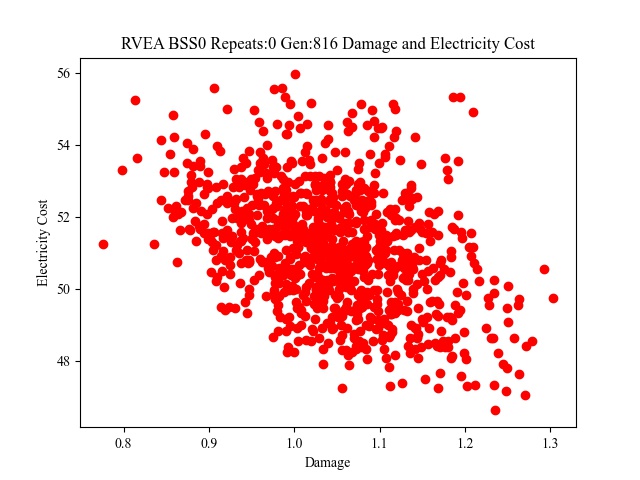 RVEA BSS0 Repeats:0 Gen:816 Damage and Electricity Cost
56
54
52
50
48
Electricity Cost
0.8 0.9 1.0 1.1 1.2 1.3
Damage